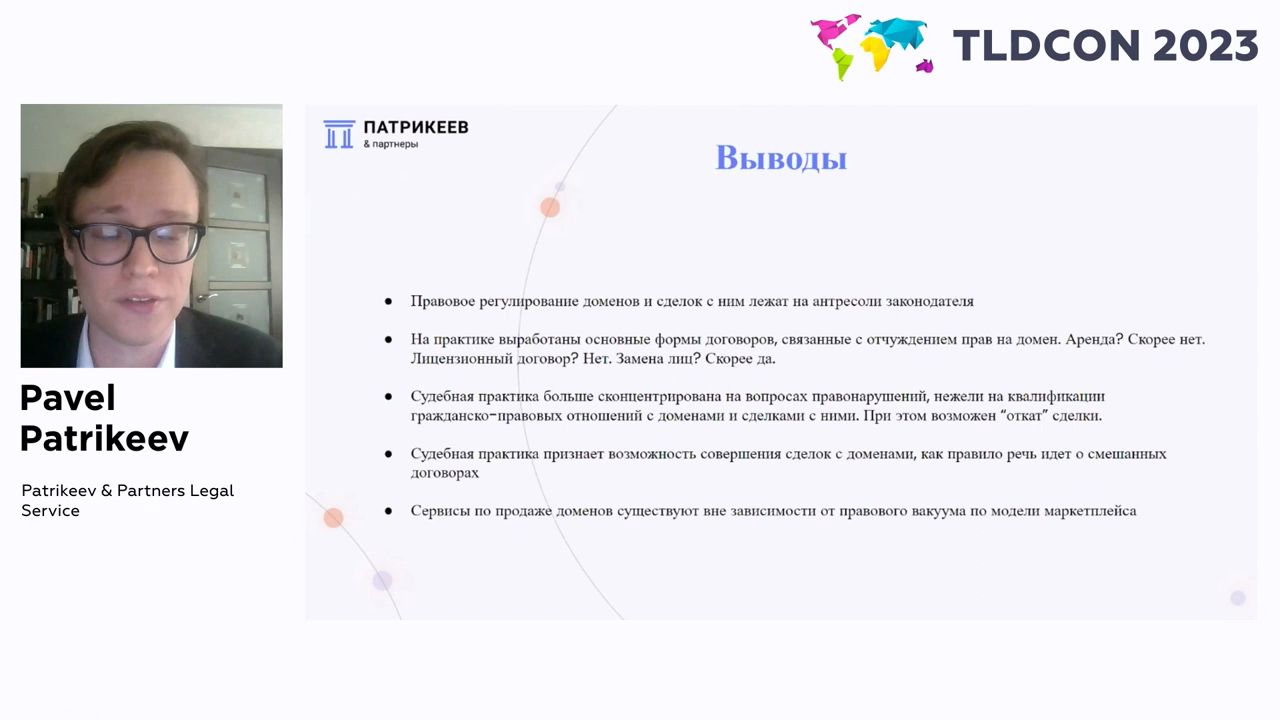 TLDCON 2023
ПАТРИКЕЕВ
& партнеры
Выводы
Правовое регулирование доменов и сделок с ним лежат на антресоли законодателя
На практике выработаны основные формы договоров, связанные с отчуждением прав на домен. Аренда? Скорее нет.
Лицензионный договор? Нет. Замена лиц? Скорее да.
Судебная практика больше сконцентрирована на вопросах правонарушений, нежели на квалификации
гражданско-правовых отношений с доменами и сделками с ними. При этом возможен “откат” сделки.
Судебная практика признает возможность совершения сделок с доменами, как правило речь идет о смешанных
договорах
Сервисы по продаже доменов существуют вне зависимости от правового вакуума по модели маркетплейса
Pavel
Patrikeev
Patrikeev & Partners Legal
Service